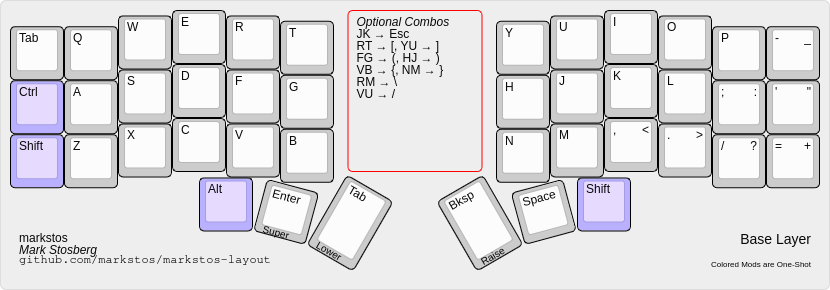 Tab Q W E R T
Ctrl A S D F G
Shift Z X C V B
Alt Enter Super Tab Lower
Optional Combos
JK → Esc
RT → [, YU → ]
FG → (, HJ → )
VB → {, NM → }
RM → \
VU → /
Y U I O P - _
H J K L ; : ' "
N M , < . > / ? = +
Bksp Raise Space Shift
markstos
Mark Stosberg
github.com/markstos/markstos-layout
Base Layer
Colored Mods are One-Shot